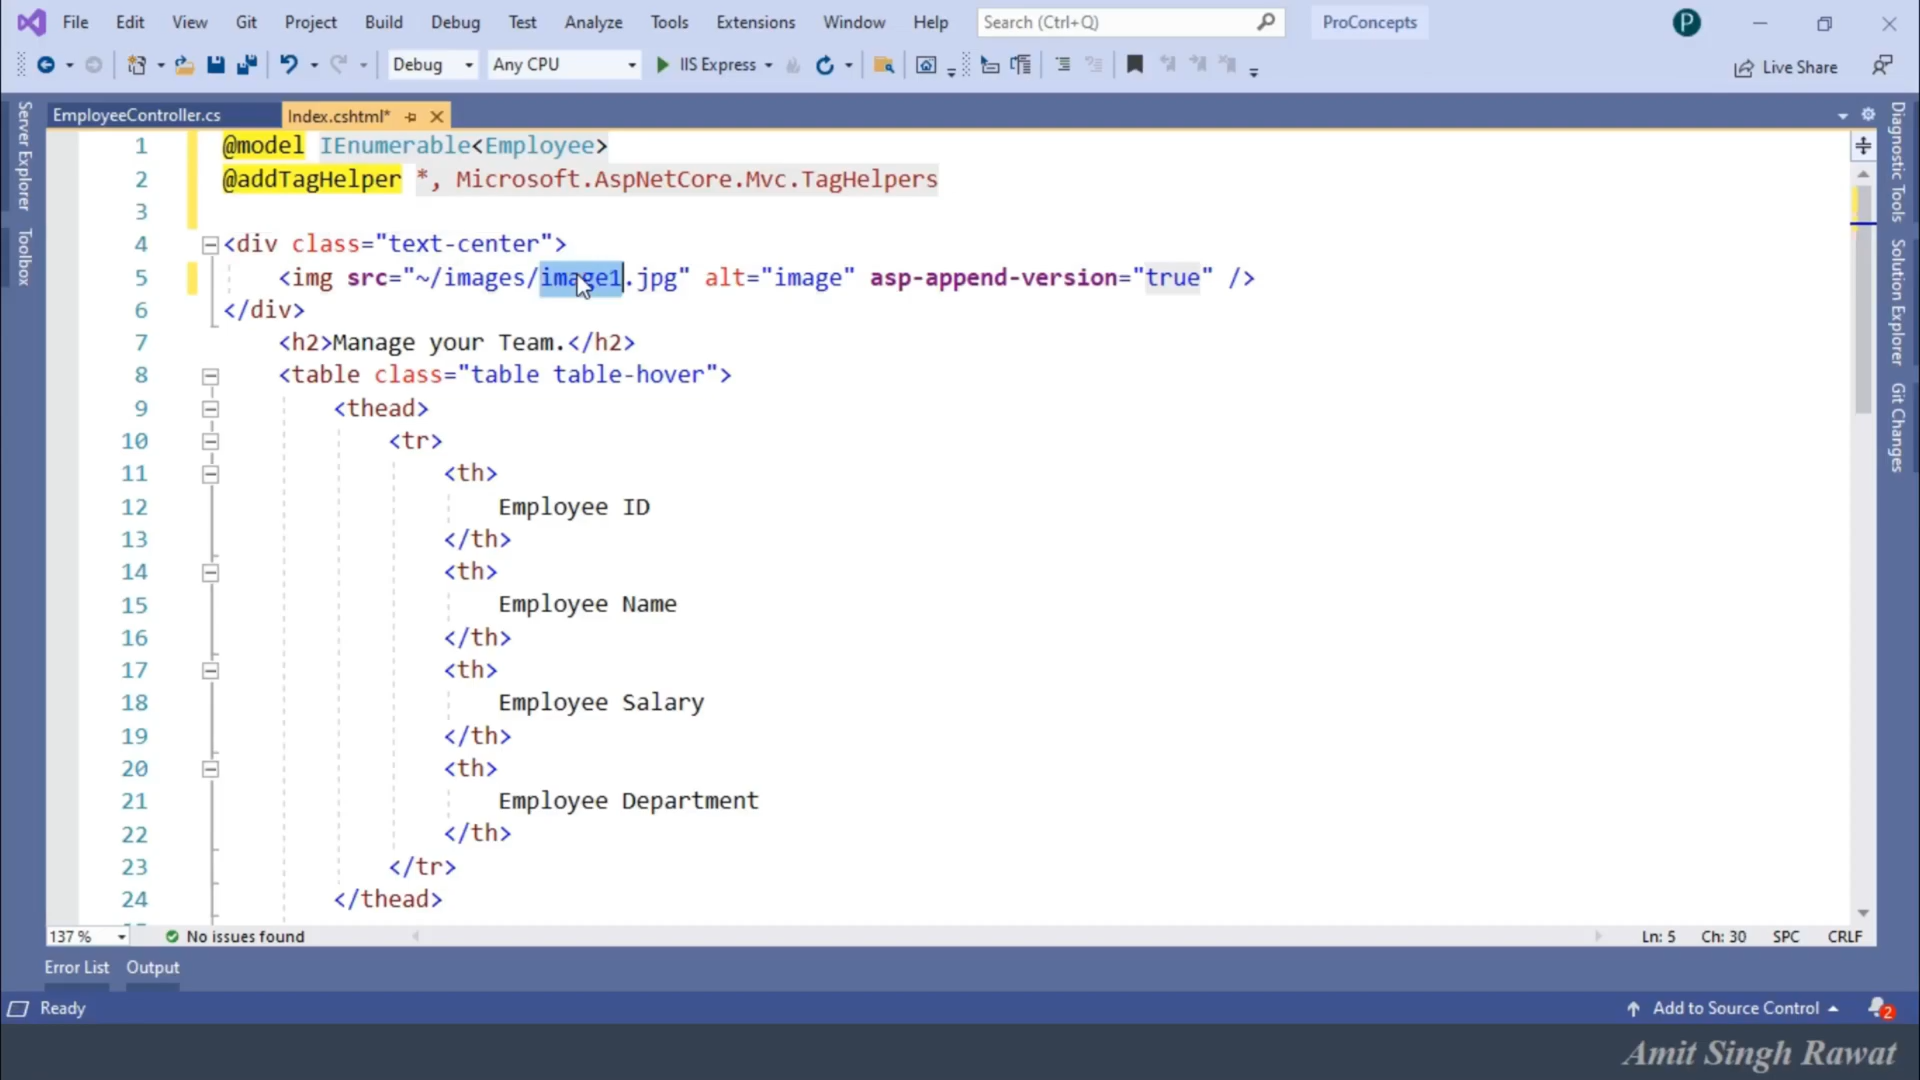 File Edit View Git Project Build Debug Test Analyze Tools Extensions Window Help Search (Ctrl+Q) ProConcepts P
Debug Any CPU IIS Express Live Share
EmployeeController.cs Index.cshtml*
Server Explorer
Toolbox
Diagnostic Tools
Solution Explorer
Git Changes
1 @model IEnumerable<Employee>
2 @addTagHelper *, Microsoft.AspNetCore.Mvc.TagHelpers
3
4 <div class="text-center">
5 <img src="~/images/image1.jpg" alt="image" asp-append-version="true" />
6 </div>
7 <h2>Manage your Team.</h2>
8 <table class="table table-hover">
9 <thead>
10 <tr>
11 <th>
12 Employee ID
13 </th>
14 <th>
15 Employee Name
16 </th>
17 <th>
18 Employee Salary
19 </th>
20 <th>
21 Employee Department
22 </th>
23 </tr>
24 </thead>
137 % No issues found Ln: 5 Ch: 30 SPC CRLF
Error List Output
Ready Add to Source Control 2
Amit Singh Rawat